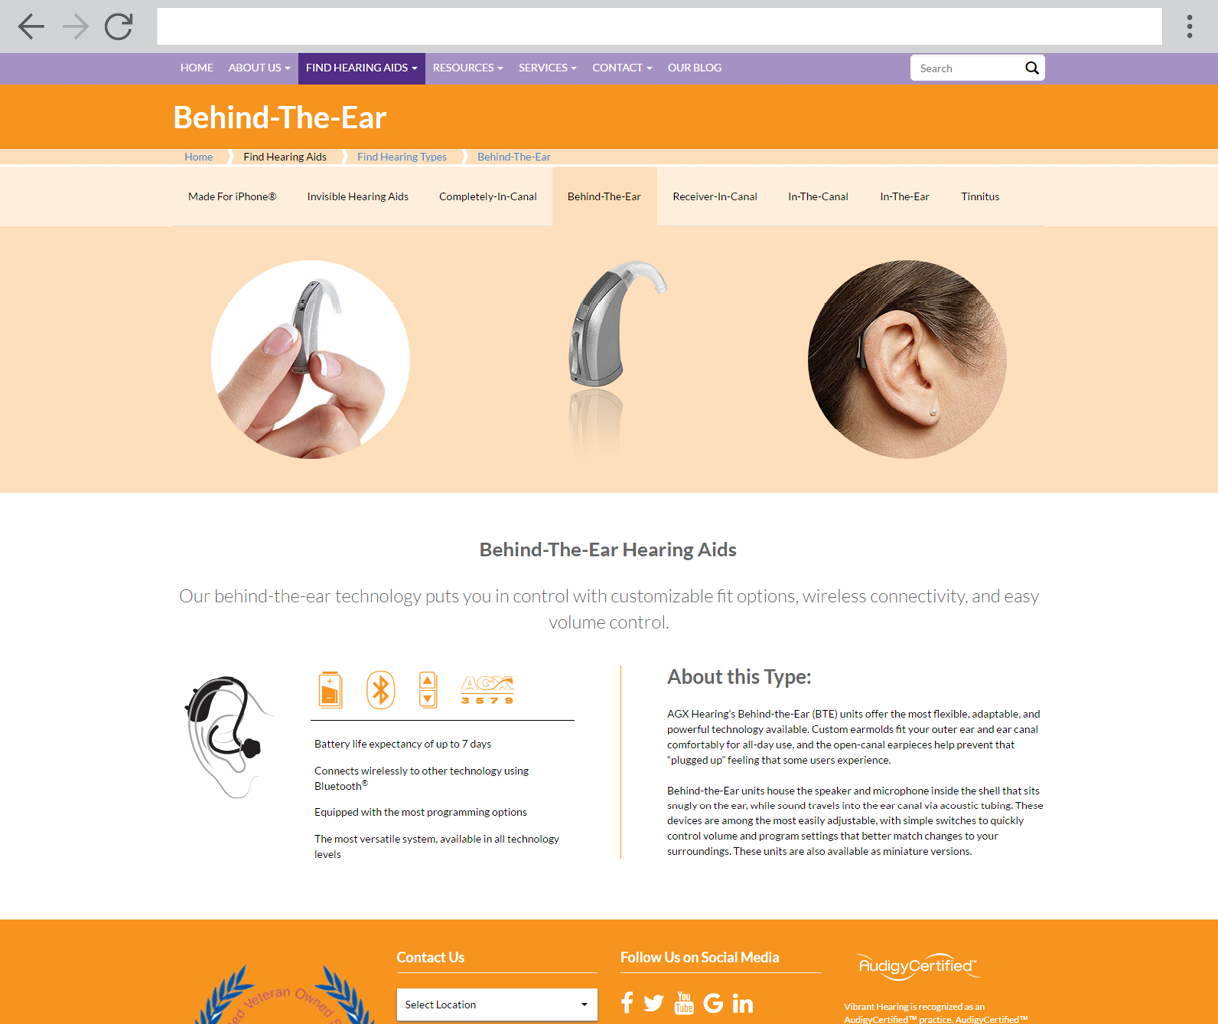 HOME ABOUT US FIND HEARING AIDS RESOURCES SERVICES CONTACT OUR BLOG Search
Behind-The-Ear
Home Find Hearing Aids Find Hearing Types Behind-The-Ear
Made For iPhone® Invisible Hearing Aids Completely-In-Canal Behind-The-Ear Receiver-In-Canal In-The-Canal In-The-Ear Tinnitus
Behind-The-Ear Hearing Aids
Our behind-the-ear technology puts you in control with customizable fit options, wireless connectivity, and easy
volume control.
AGX
3 5 7 9
Battery life expectancy of up to 7 days
Connects wirelessly to other technology using
Bluetooth®
Equipped with the most programming options
The most versatile system, available in all technology
levels
About this Type:
AGX Hearing's Behind-the-Ear (BTE) units offer the most flexible, adaptable, and
powerful technology available. Custom earmolds fit your outer ear and ear canal
comfortably for all-day use, and the open-canal earpieces help prevent that
"plugged up" feeling that some users experience.
Behind-the-Ear units house the speaker and microphone inside the shell that sits
snugly on the ear, while sound travels into the ear canal via acoustic tubing. These
devices are among the most easily adjustable, with simple switches to quickly
control volume and program settings that better match changes to your
surroundings. These units are also available as miniature versions.
Veteran Owned
Contact Us
Select Location
Follow Us on Social Media
You
Tube
AudigyCertified™
Vibrant Hearing is recognized as an
AudigyCertified™ practice. AudigyCertified™